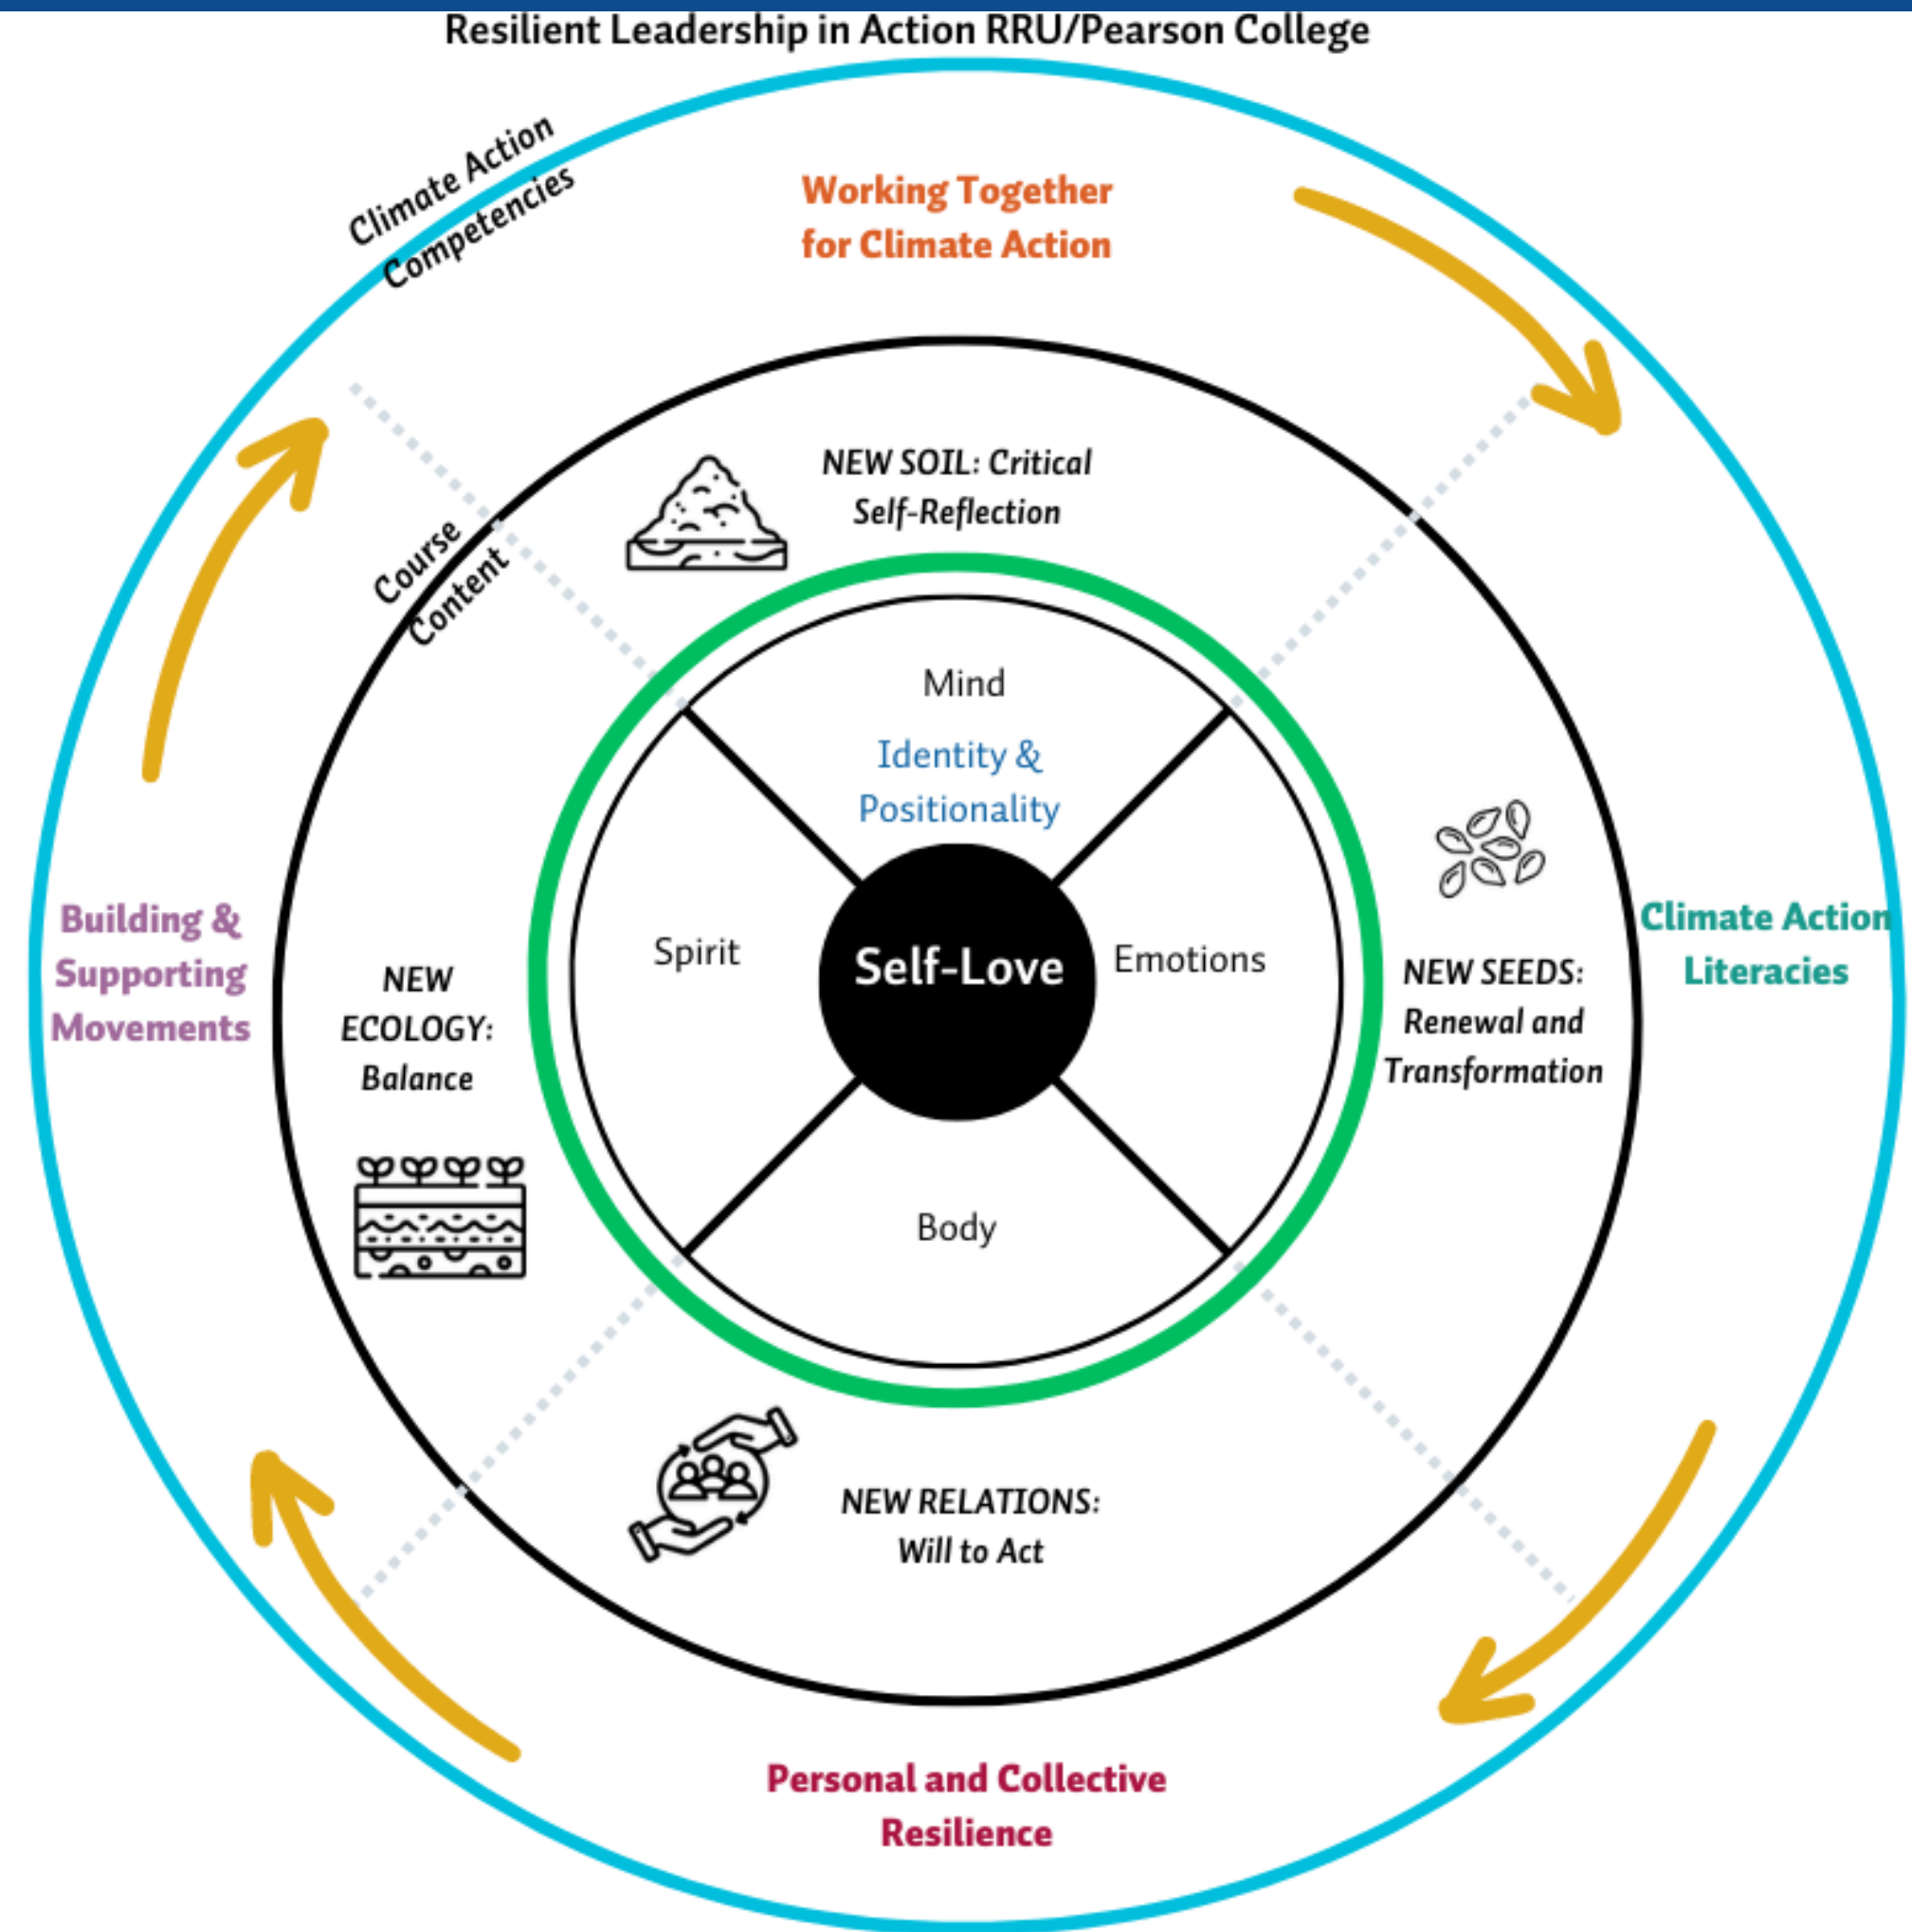 Resilient Leadership in Action RRU/Pearson College
Climate Action
Competencies
Working Together
for Climate Action
NEW SOIL: Critical
Self-Reflection
Course
Content
Mind
Identity &
Positionality
Building &
Supporting
Movements
NEW
ECOLOGY:
Balance
Spirit
Self-Love
Emotions
NEW SEEDS:
Renewal and
Transformation
Climate Action
Literacies
Body
NEW RELATIONS:
Will to Act
Personal and Collective
Resilience